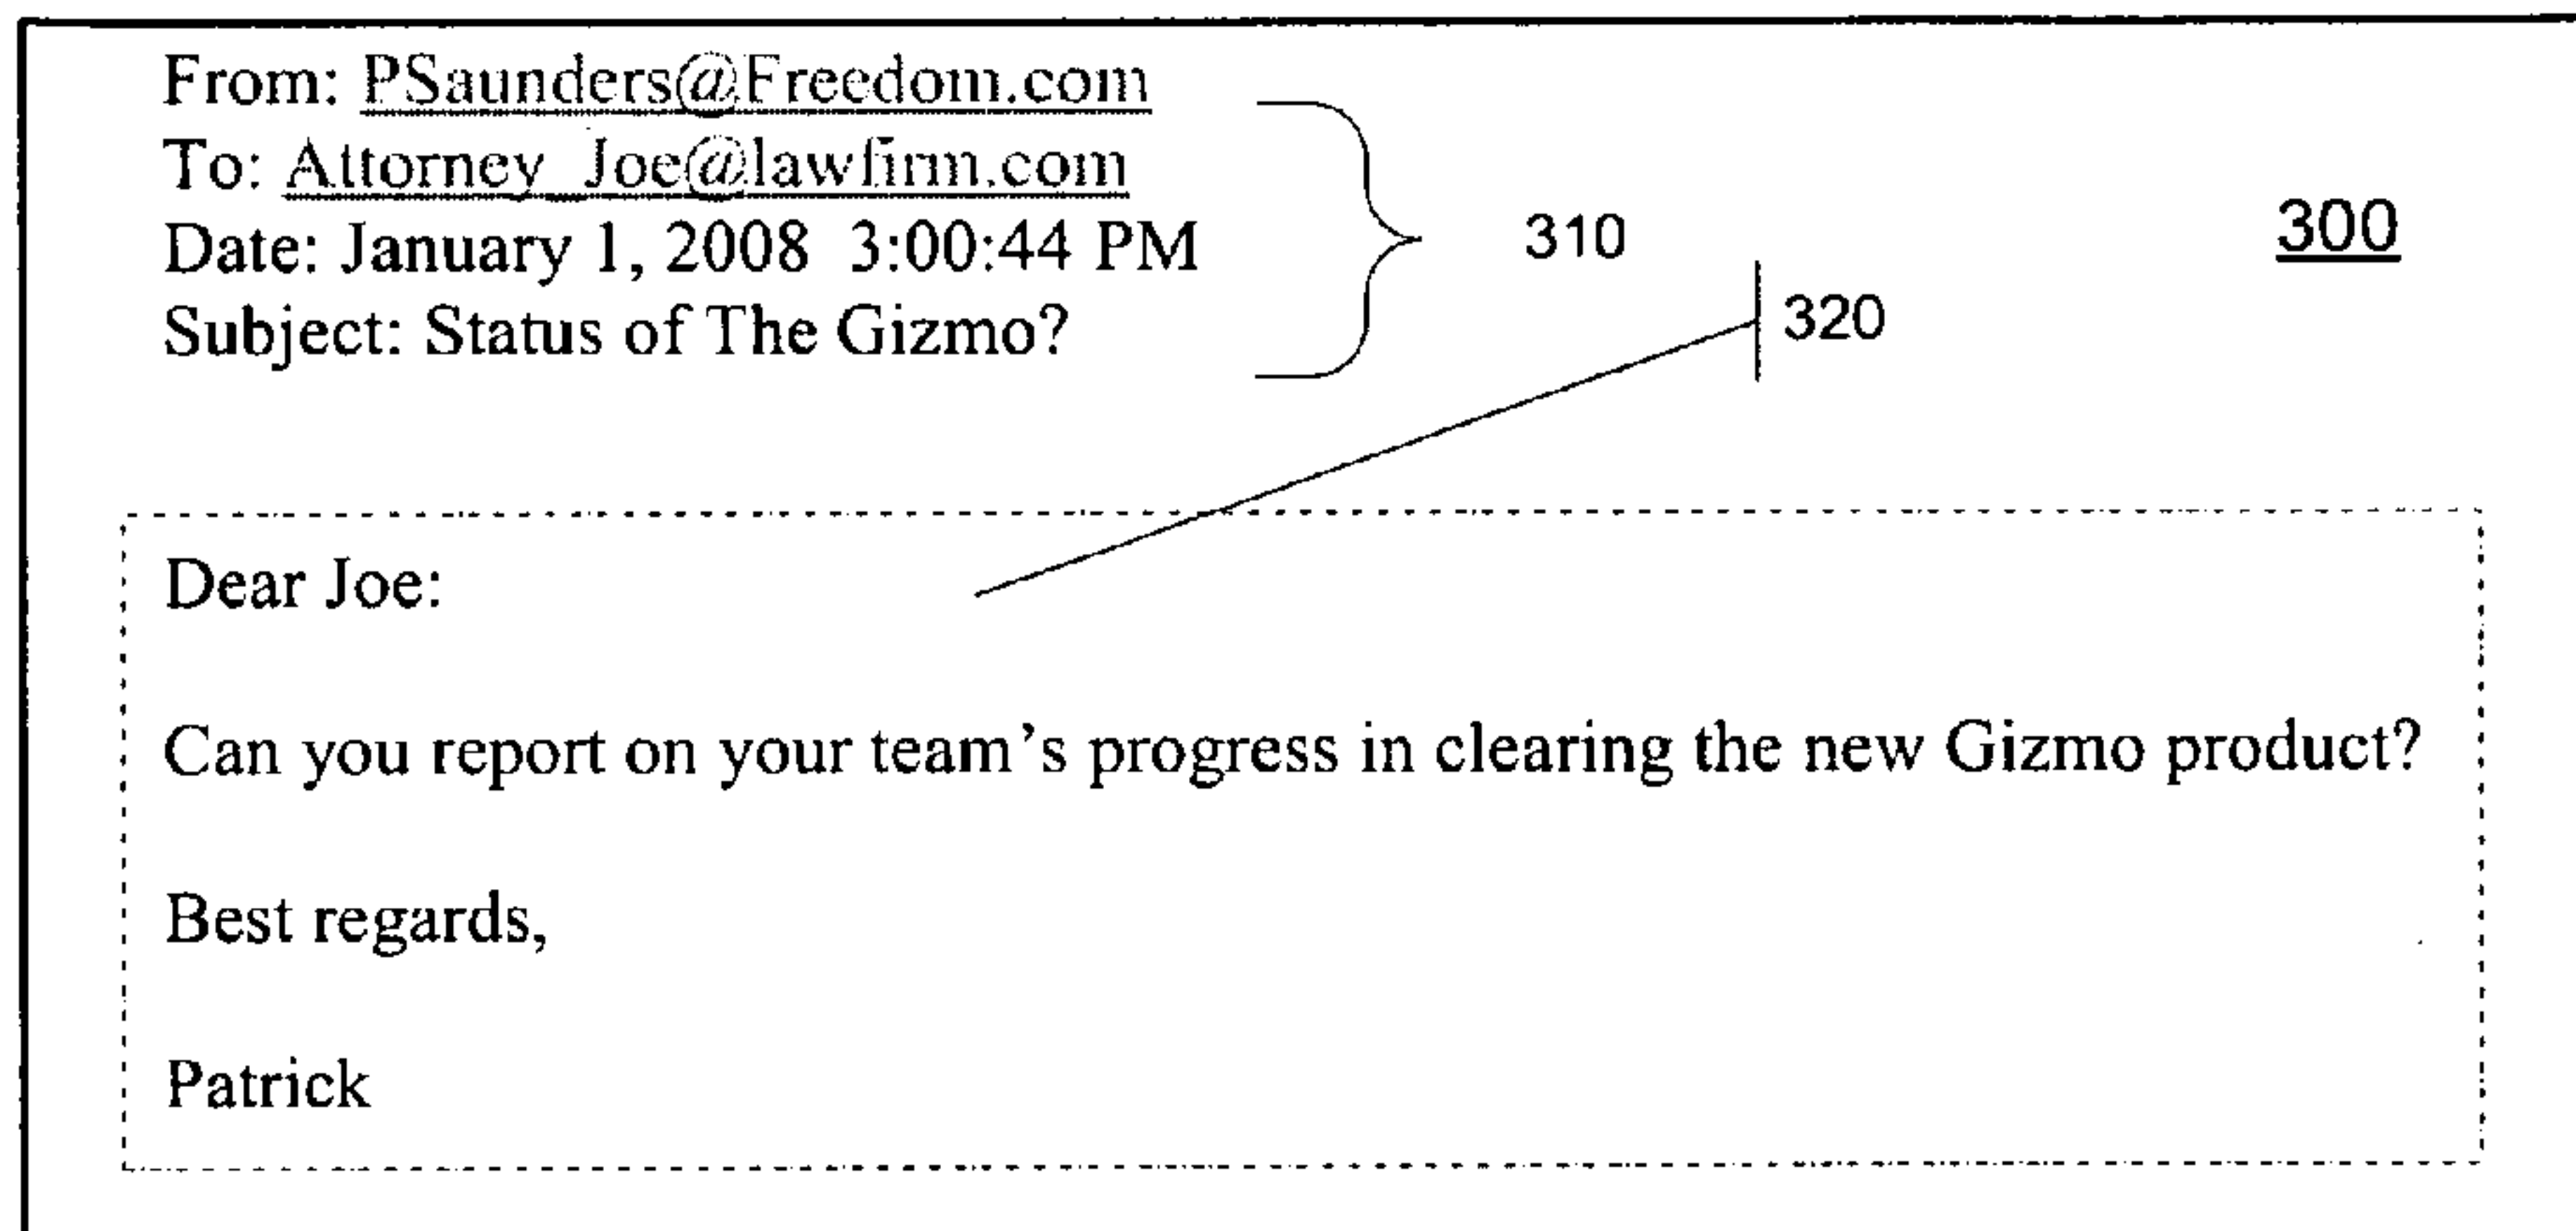 From: PSaunders@Freedom.com
To: Attorney_Joe@lawfirm.com
Date: January 1, 2008  3:00:44 PM
Subject: Status of The Gizmo?
310
300
320
Dear Joe:
Can you report on your team’s progress in clearing the new Gizmo product?
Best regards,
Patrick